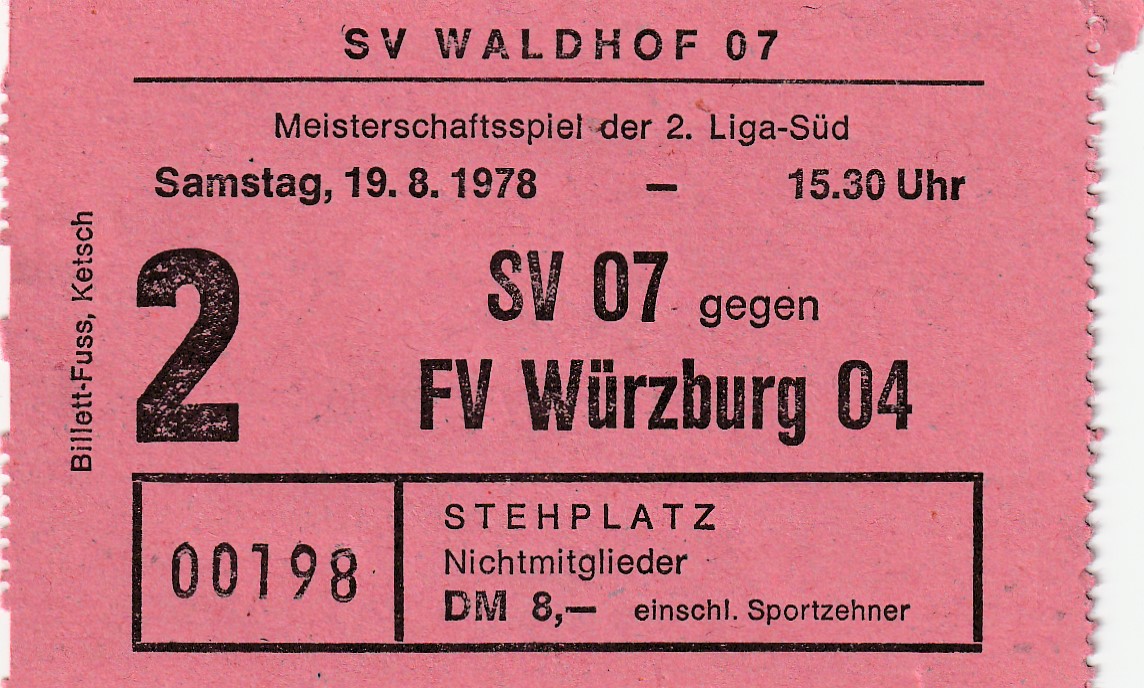 SV WALDHOF 07
Meisterschaftsspiel der 2. Liga-Süd
Samstag, 19. 8. 1978 – 15.30 Uhr
Billett-Fuss, Ketsch
2
SV 07 gegen
FV Würzburg 04
00198
STEHPLATZ
Nichtmitglieder
DM 8,— einschl. Sportzehner